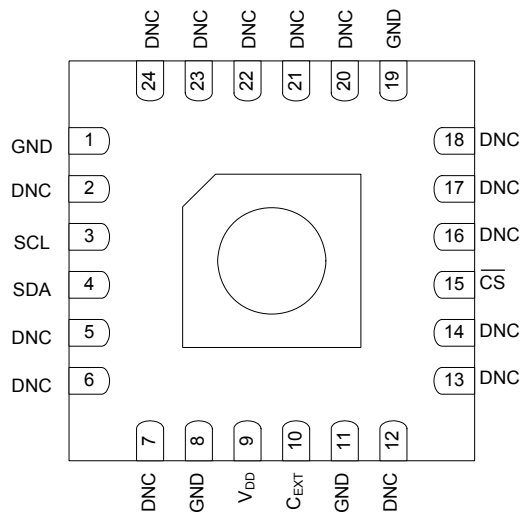 DNC DNC DNC DNC DNC GND
24 23 22 21 20 19
GND 1 18 DNC
DNC 2 17 DNC
SCL 3 16 DNC
SDA 4 15 CS
DNC 5 14 DNC
DNC 6 13 DNC
7 8 9 10 11 12
DNC GND VDD CEXT GND DNC